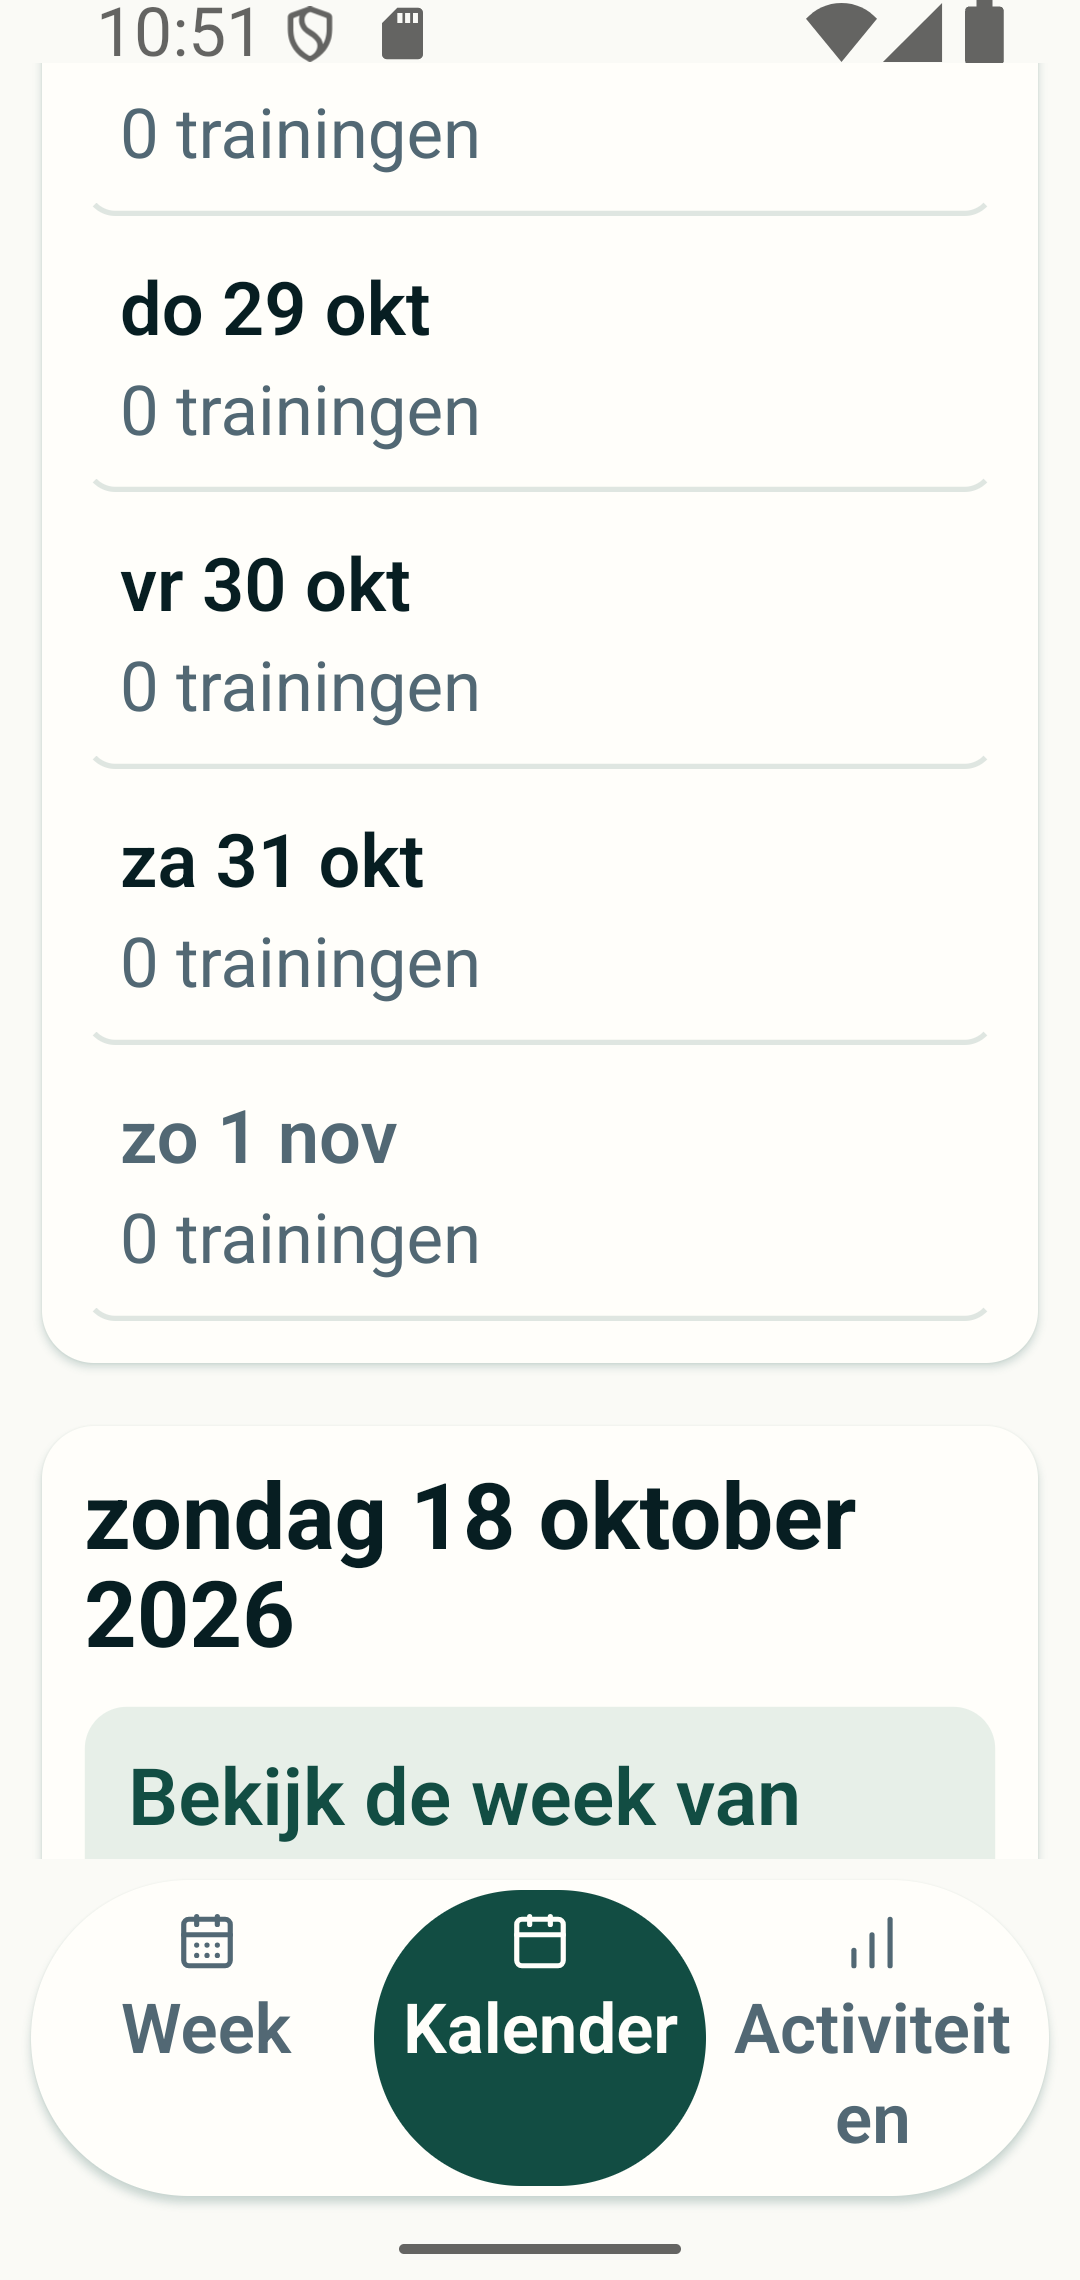 10:51
0 trainingen
do 29 okt
0 trainingen
vr 30 okt
0 trainingen
za 31 okt
0 trainingen
zo 1 nov
0 trainingen
zondag 18 oktober
2026
Bekijk de week van
Week
Kalender
Activiteit
en